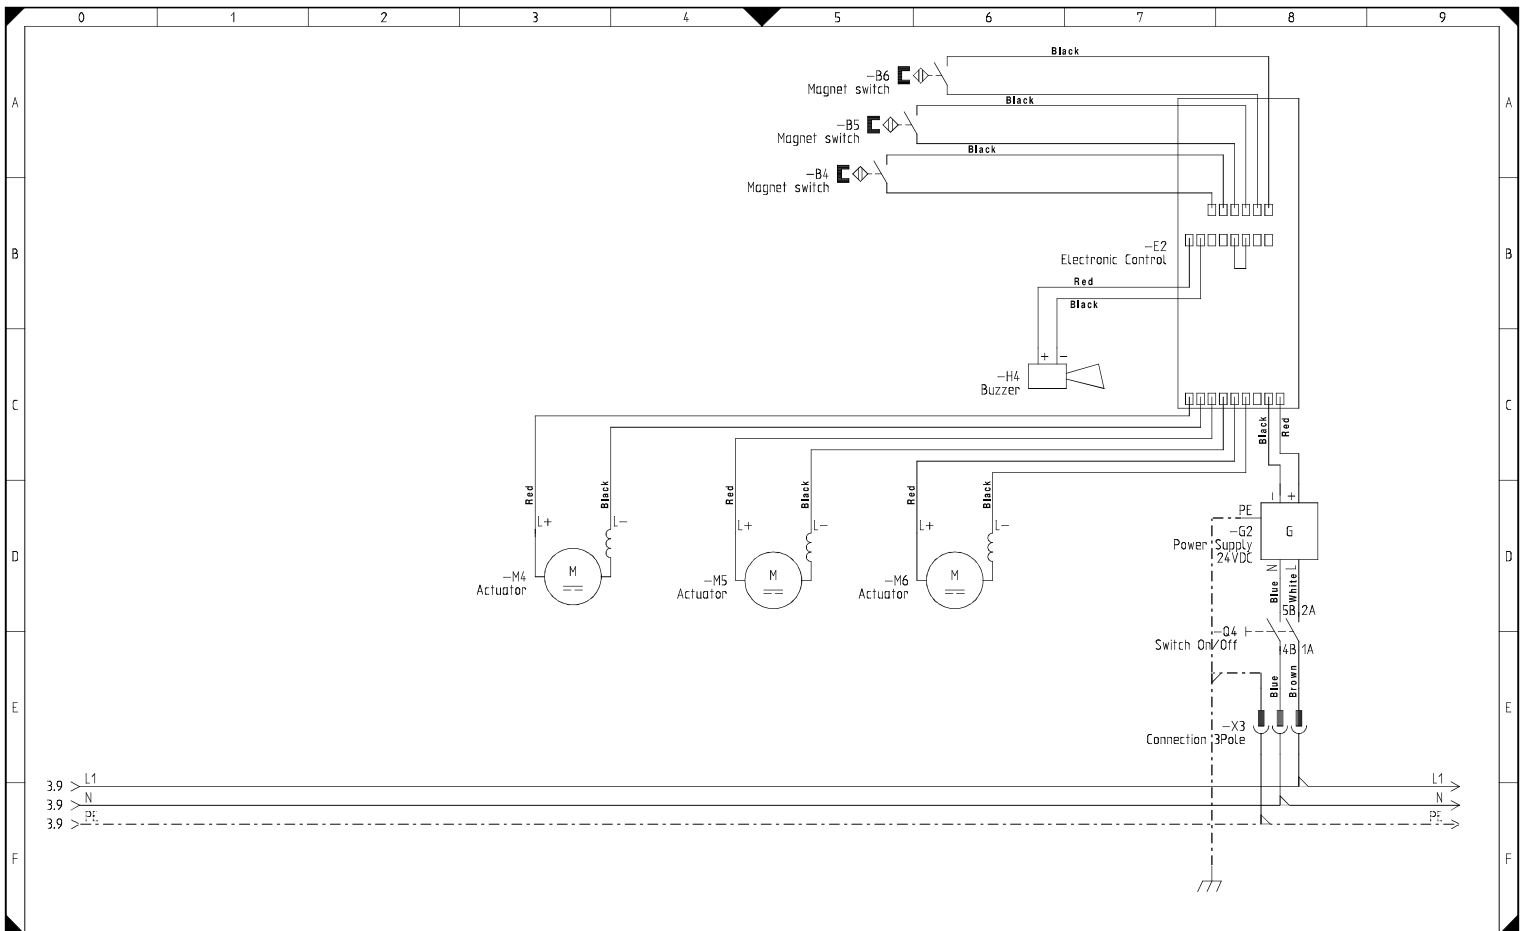 0 1 2 3 4 5 6 7 8 9
Black
-B6
Magnet switch
A
A
Black
-B5
Magnet switch
Black
-B4
Magnet switch
B
B
-E2
Electronic Control
Red
Black
+ -
-H4
Buzzer
C
C
Black
Red
Red
Black
Red
Black
Red
Black
- +
L+ L- L+ L- L+ L-
PE
-G2
Power Supply
24VDC
G
D
D
M M M
-M4
Actuator
-M5
Actuator
-M6
Actuator
N L
Blue
White
5B 2A
-Q4
Switch On/Off
4B 1A
Blue
Brown
E
E
-X3
Connection 3Pole
3.9 L1 L1
3.9 N N
3.9 PE PE
F
F